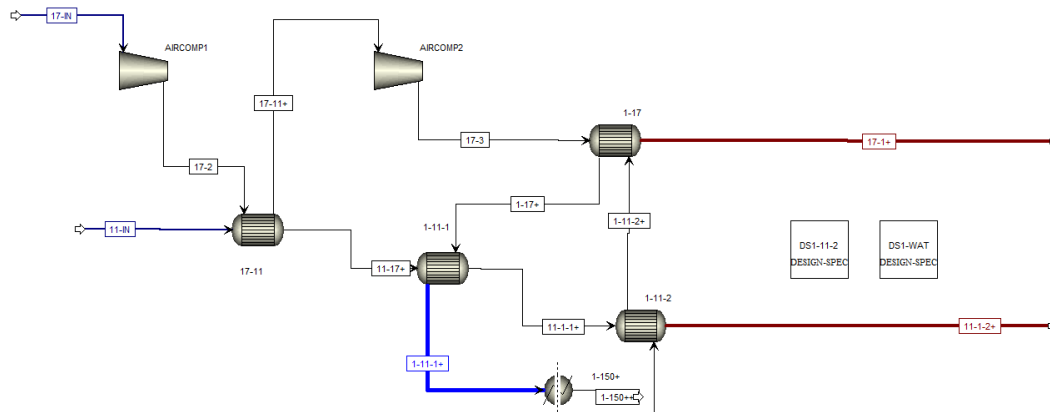 17-IN
AIRCOMP1
AIRCOMP2
17-11+
1-17
17-3
17-1+
17-2
1-17+
1-11-2+
11-IN
1-11-1
DS1-11-2
DESIGN-SPEC
DS1-WAT
DESIGN-SPEC
17-11
11-17+
1-11-2
11-1-1+
11-1-2+
1-11-1+
1-150+
1-150++